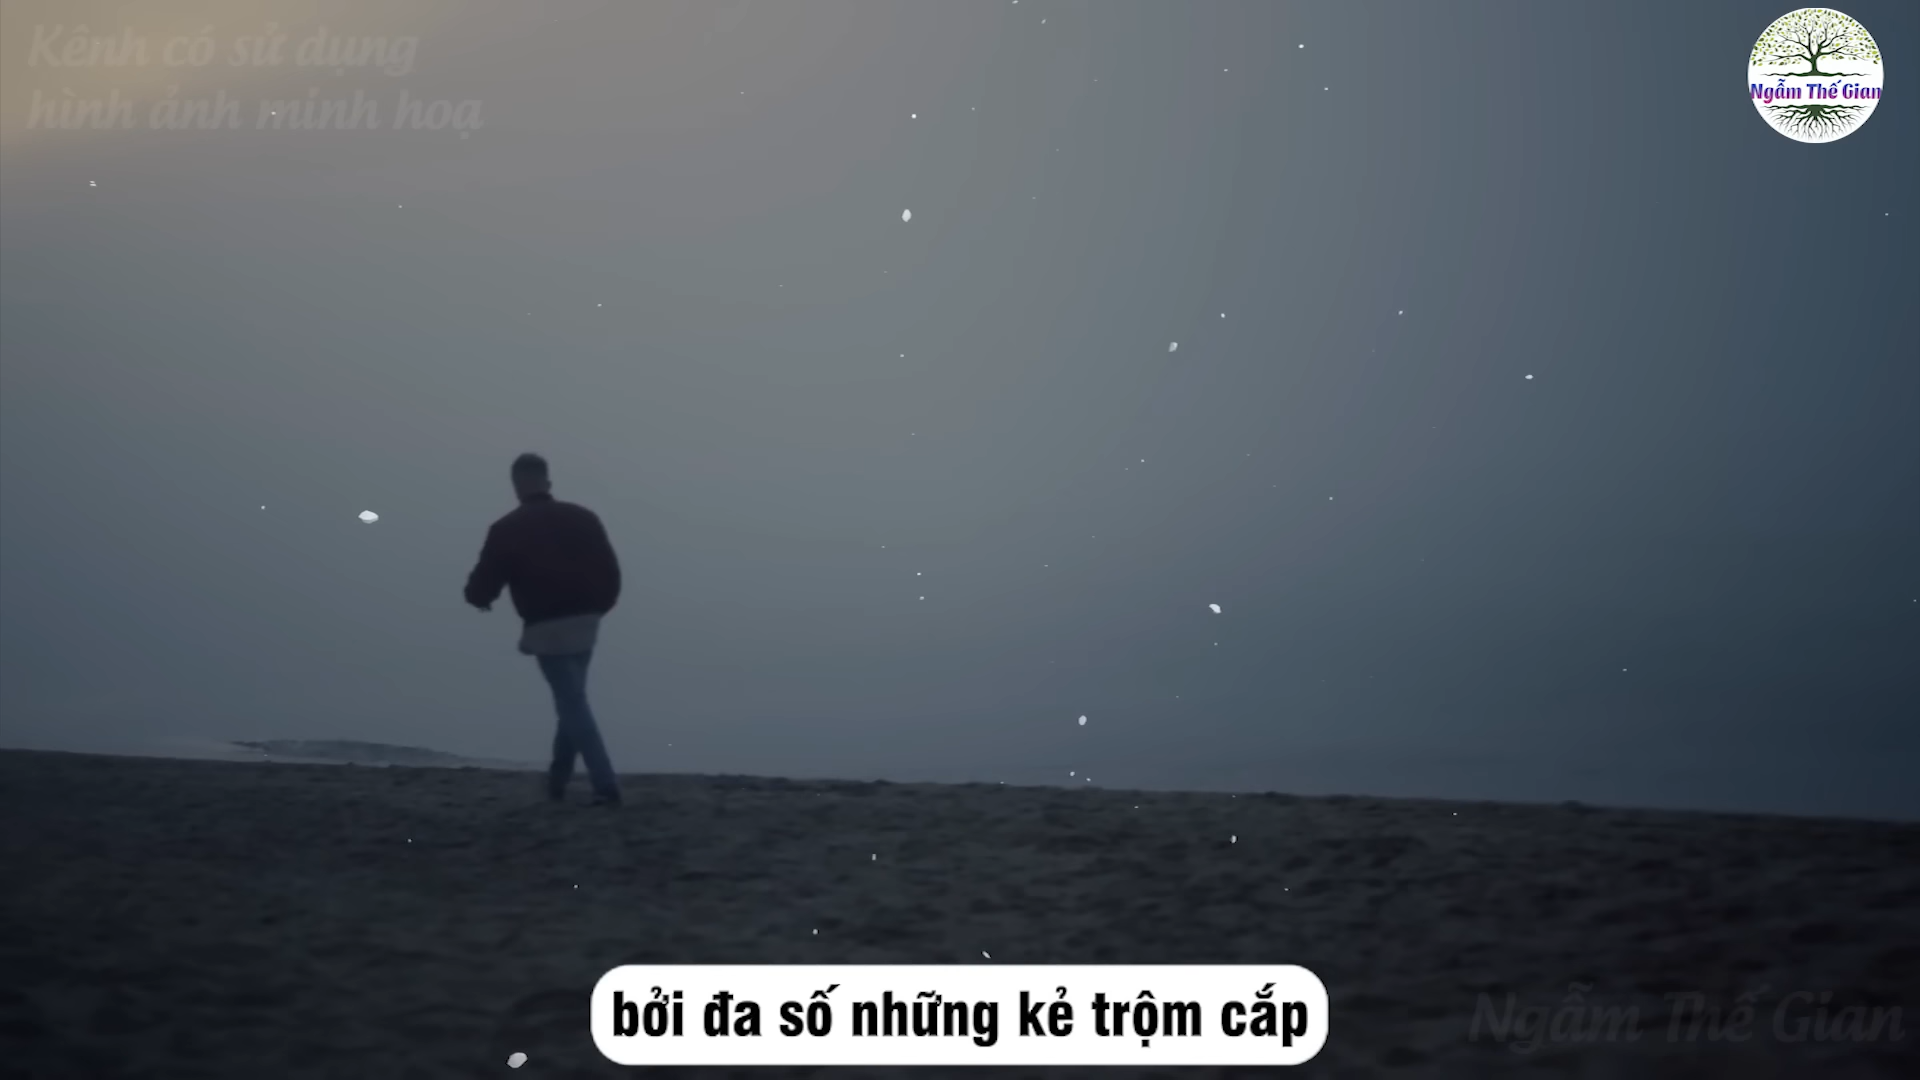 Kênh có sử dụng
hình ảnh minh hoạ
Ngẫm Thế Gian
bởi đa số những kẻ trộm cắp
Ngẫm Thế Gian